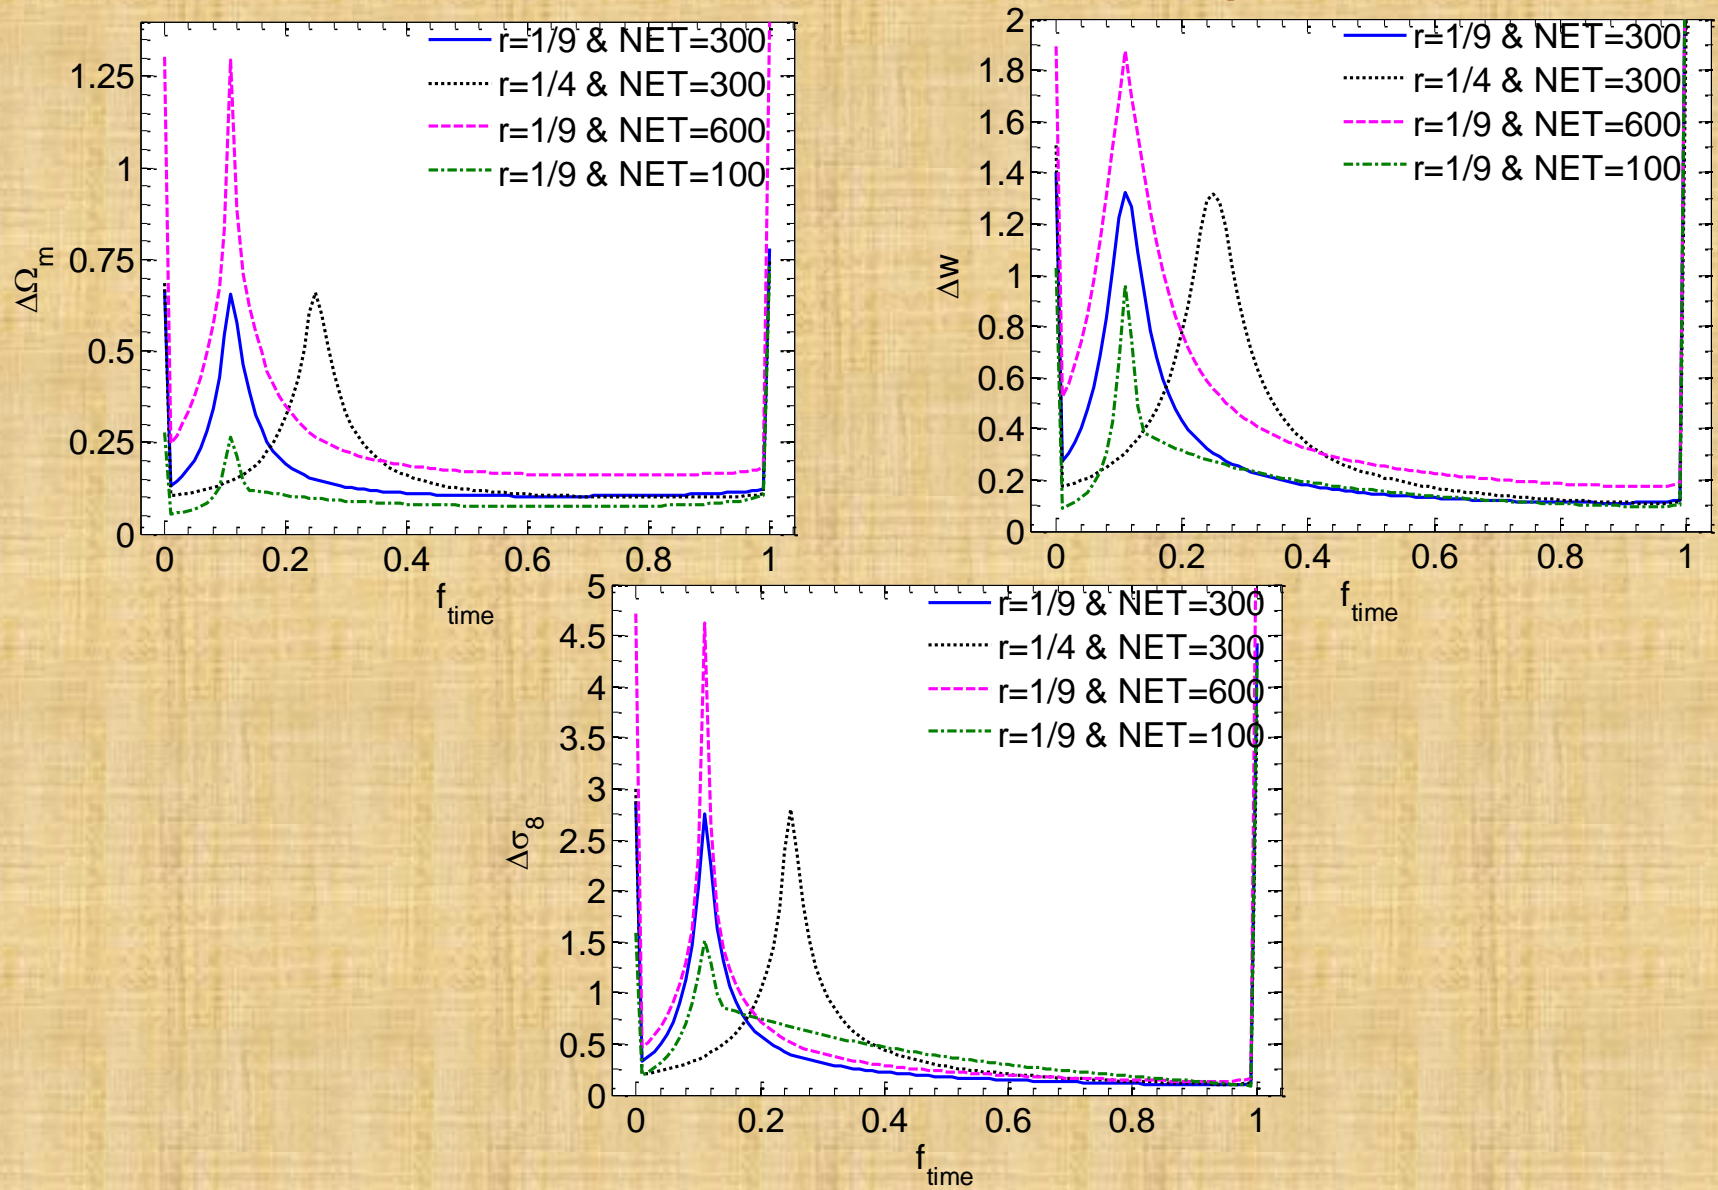 r=1/9 & NET=300
r=1/4 & NET=300
r=1/9 & NET=600
r=1/9 & NET=100
1.25
1
0.75
0.5
0.25
0
ΔΩm
0 0.2 0.4 0.6 0.8 1
ftime
r=1/9 & NET=300
r=1/4 & NET=300
r=1/9 & NET=600
r=1/9 & NET=100
2
1.8
1.6
1.4
1.2
1
0.8
0.6
0.4
0.2
0
Δw
0 0.2 0.4 0.6 0.8 1
ftime
r=1/9 & NET=300
r=1/4 & NET=300
r=1/9 & NET=600
r=1/9 & NET=100
5
4.5
4
3.5
3
2.5
2
1.5
1
0.5
0
Δσ8
0 0.2 0.4 0.6 0.8 1
ftime